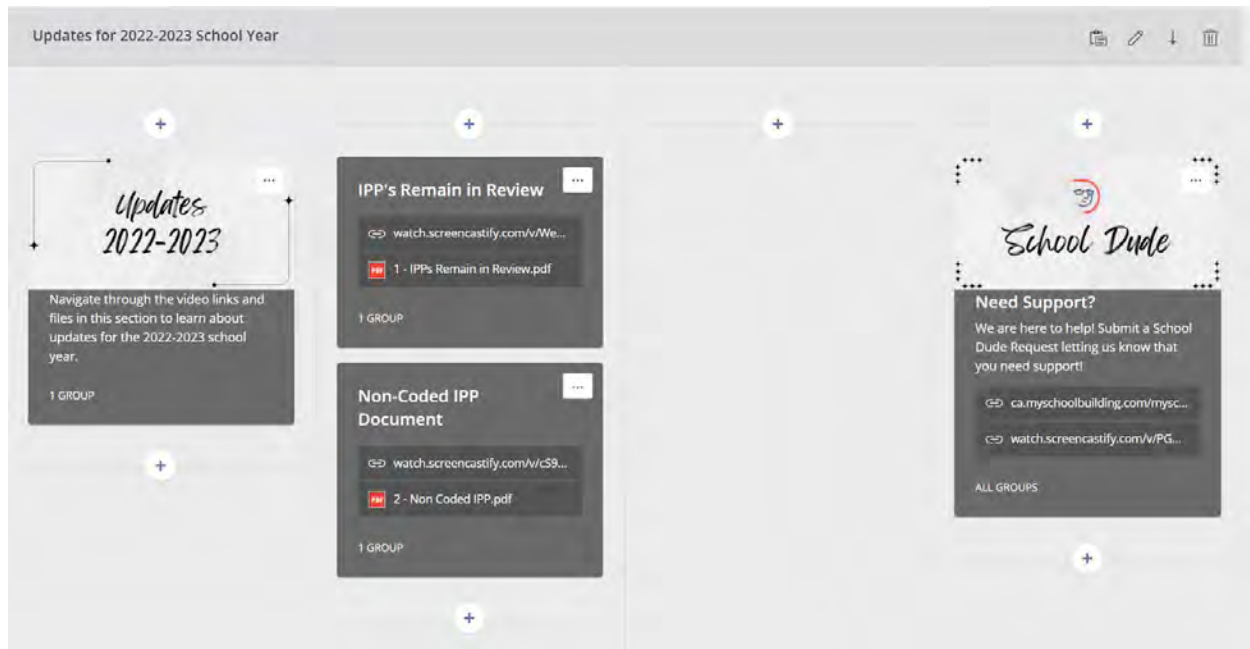 Updates for 2022-2023 School Year
Updates
2022-2023
Navigate through the video links and
files in this section to learn about
updates for the 2022-2023 school
year.
1 GROUP
IPP's Remain in Review
watch.screencastify.com/v/We...
PDF 1 - IPPs Remain in Review.pdf
1 GROUP
Non-Coded IPP
Document
watch.screencastify.com/v/cS9...
PDF 2 - Non Coded IPP.pdf
1 GROUP
School Dude
Need Support?
We are here to help! Submit a School
Dude Request letting us know that
you need support!
ca.myschoolbuilding.com/mysc...
watch.screencastify.com/v/PG...
ALL GROUPS